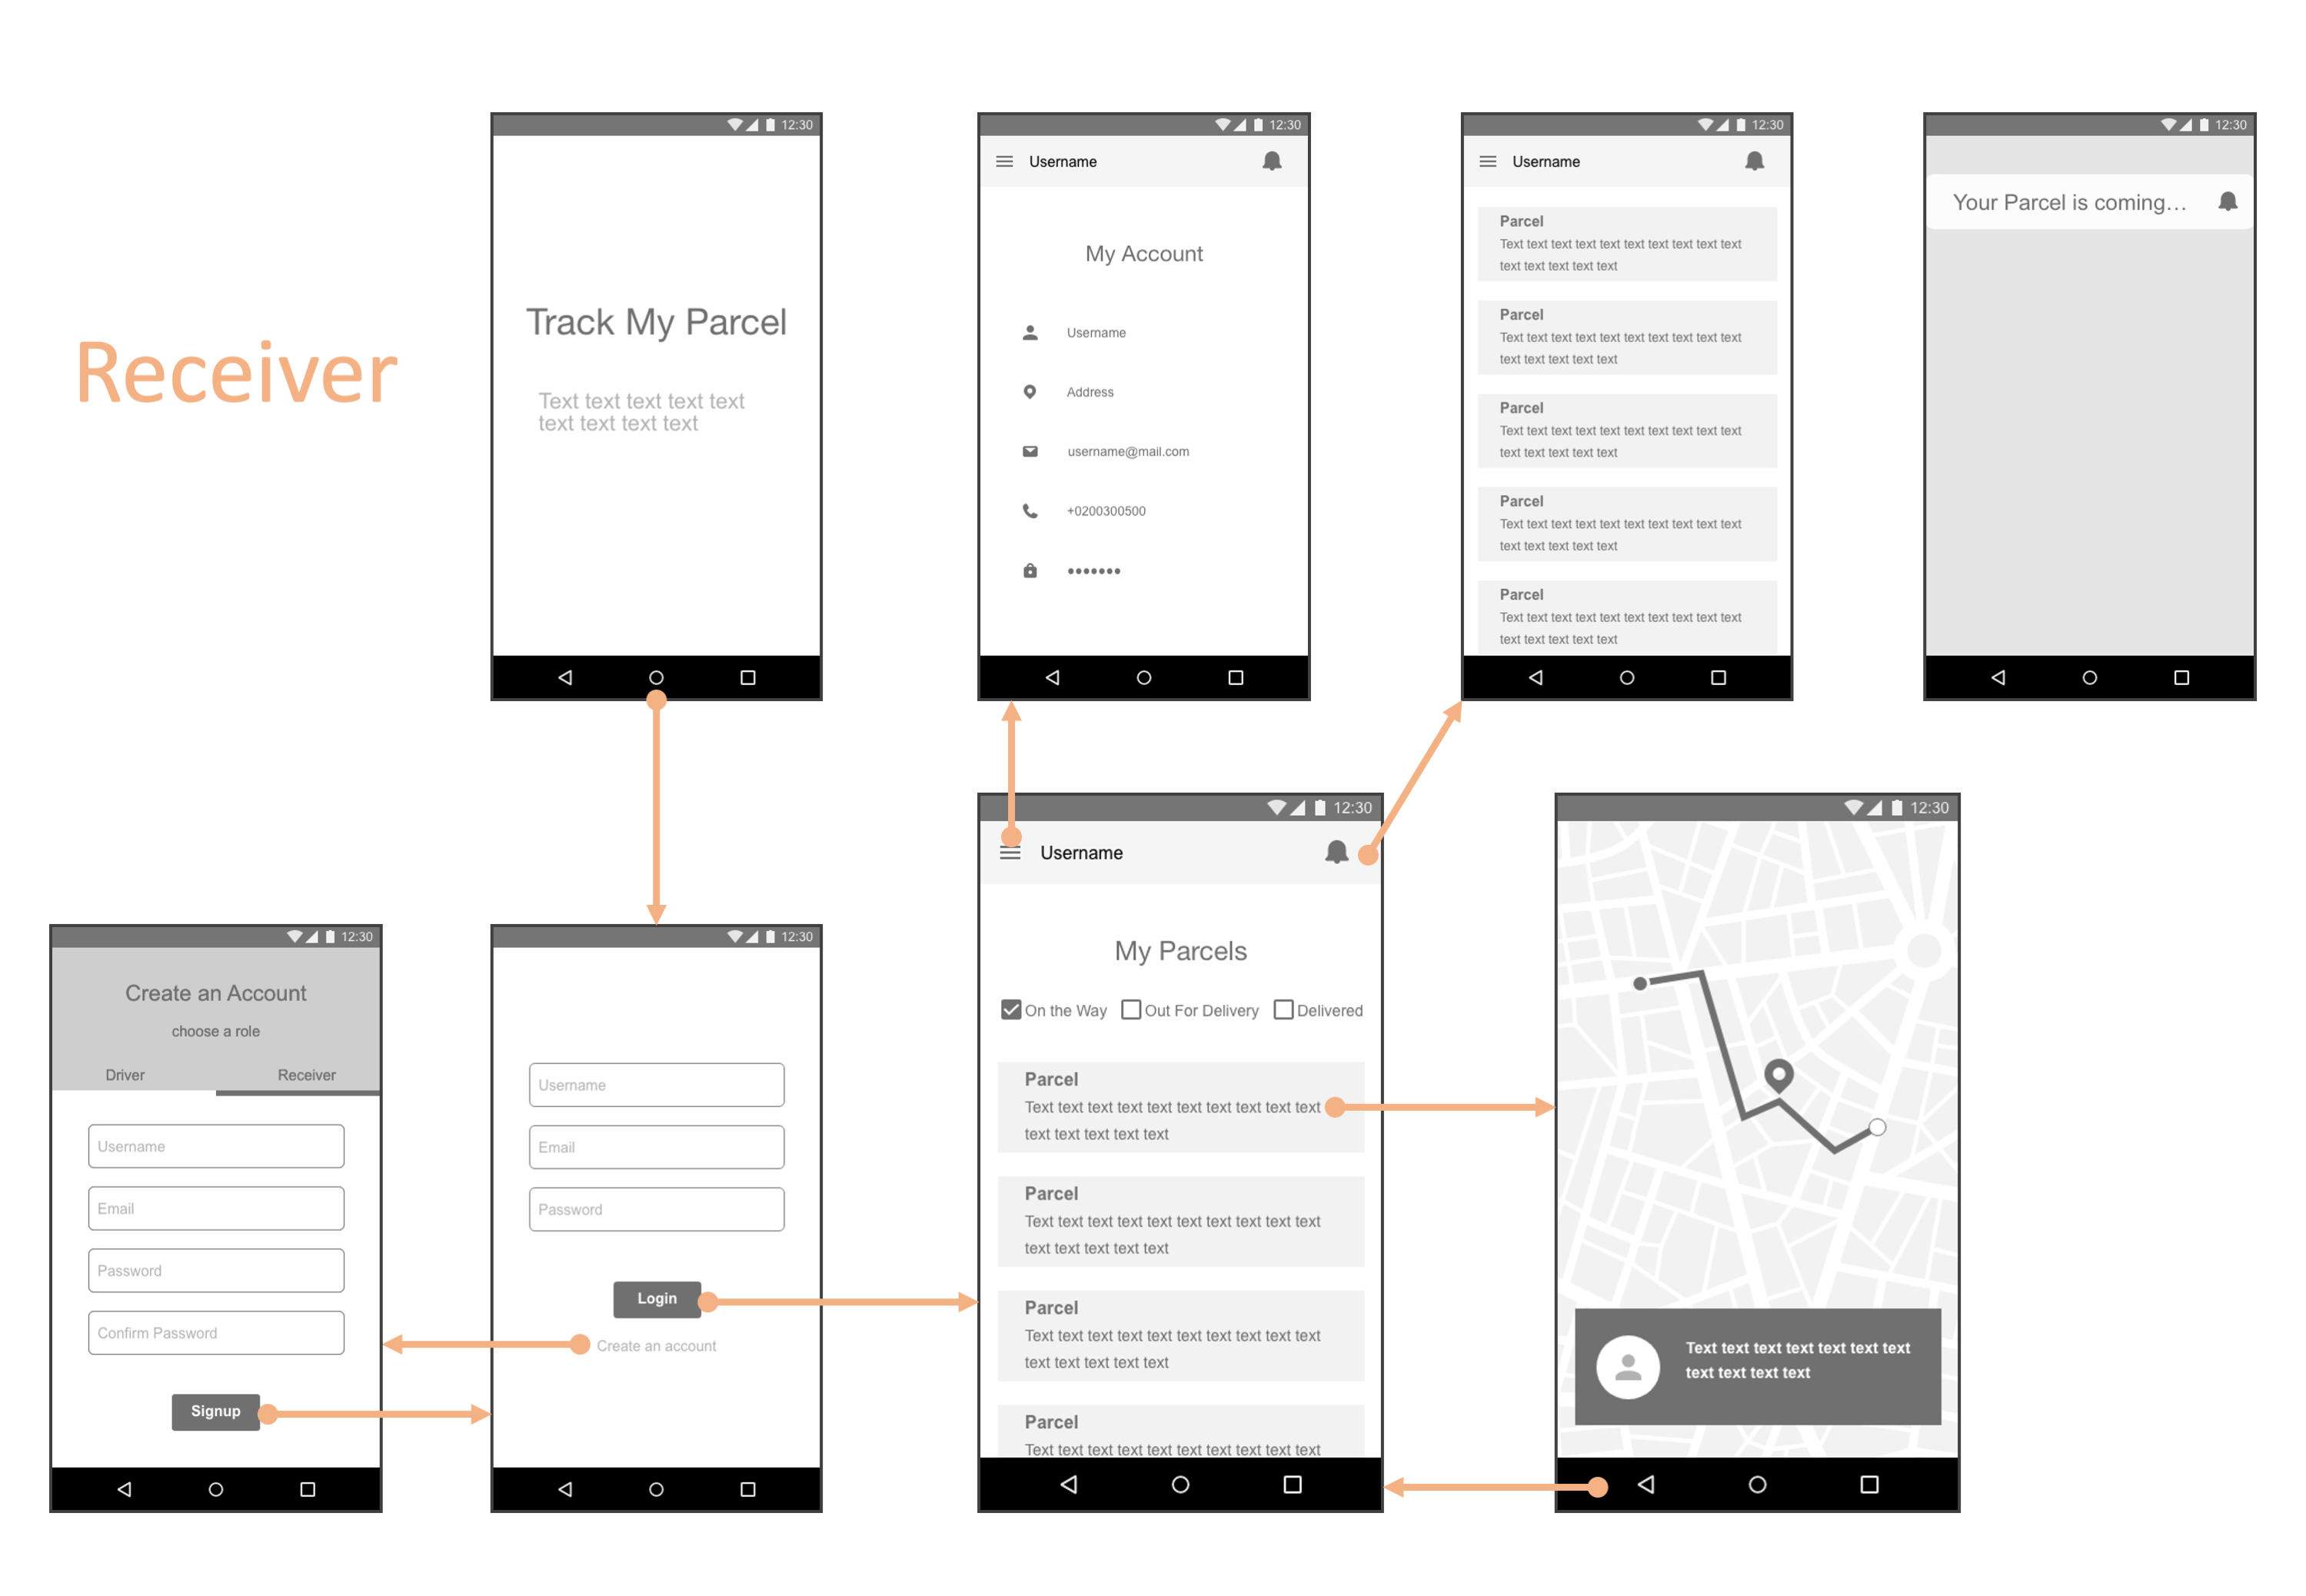 Receiver
12:30
Track My Parcel
Text text text text text
text text text text
12:30
Username
My Account
Username
Address
username@mail.com
+0200300500
•••••••
12:30
Username
Parcel
Text text text text text text text text text text
text text text text text
Parcel
Text text text text text text text text text text
text text text text text
Parcel
Text text text text text text text text text text
text text text text text
Parcel
Text text text text text text text text text text
text text text text text
Parcel
Text text text text text text text text text text
text text text text text
12:30
Your Parcel is coming...
12:30
Create an Account
choose a role
Driver Receiver
Username
Email
Password
Confirm Password
Signup
12:30
Username
Email
Password
Login
Create an account
12:30
Username
My Parcels
On the Way Out For Delivery Delivered
Parcel
Text text text text text text text text text text
text text text text text
Parcel
Text text text text text text text text text text
text text text text text
Parcel
Text text text text text text text text text text
text text text text text
Parcel
Text text text text text text text text text text
12:30
Text text text text text text text
text text text text